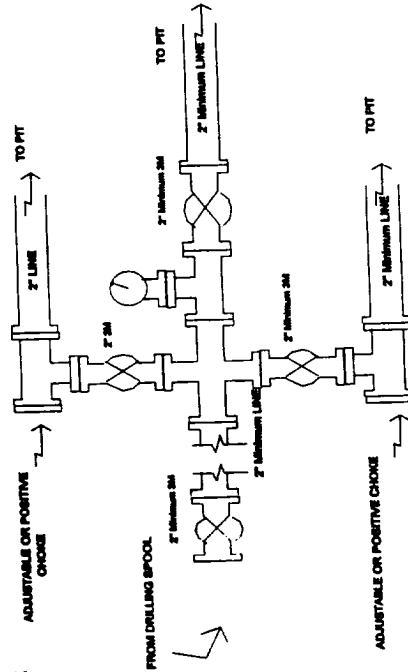 TO PIT
2" LINE
ADJUSTABLE OR POSITIVE
CHOKE
2" 3M
TO PIT
2" Minimum LINE
2" Minimum 3M
FROM DRILLING SPOOL
2" Minimum 3M
2" Minimum LINE
2" Minimum 3M
TO PIT
2" Minimum LINE
ADJUSTABLE OR POSITIVE CHOKE